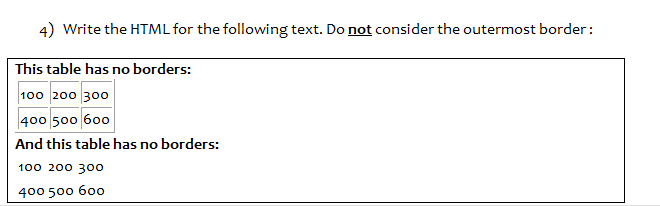 4) Write the HTML for the following text. Do not consider the outermost border :
This table has no borders:
100 200 300
400 500 600
And this table has no borders:
100 200 300
400 500 600